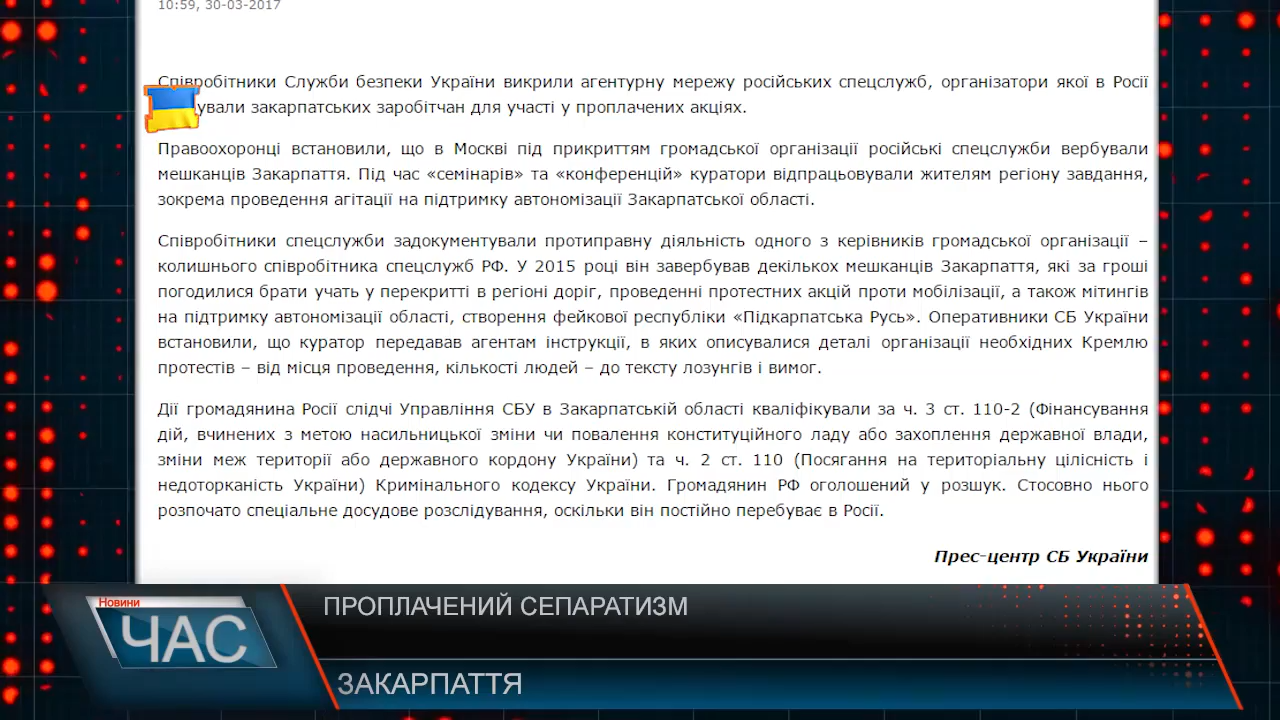 10:59, 30-03-2017
Співробітники Служби безпеки України викрили агентурну мережу російських спецслужб, організатори якої в Росії
ували закарпатських заробітчан для участі у проплачених акціях.
Правоохоронці встановили, що в Москві під прикриттям громадської організації російські спецслужби вербували
мешканців Закарпаття. Під час «семінарів» та «конференцій» куратори відпрацьовували жителям регіону завдання,
зокрема проведення агітації на підтримку автономізації Закарпатської області.
Співробітники спецслужби задокументували протиправну діяльність одного з керівників громадської організації –
колишнього співробітника спецслужб РФ. У 2015 році він завербував декількох мешканців Закарпаття, які за гроші
погодилися брати учать у перекритті в регіоні доріг, проведенні протестних акцій проти мобілізації, а також мітингів
на підтримку автономізації області, створення фейкової республіки «Підкарпатська Русь». Оперативники СБ України
встановили, що куратор передавав агентам інструкції, в яких описувалися деталі організації необхідних Кремлю
протестів – від місця проведення, кількості людей – до тексту лозунгів і вимог.
Дії громадянина Росії слідчі Управління СБУ в Закарпатській області кваліфікували за ч. 3 ст. 110-2 (Фінансування
дій, вчинених з метою насильницької зміни чи повалення конституційного ладу або захоплення державної влади,
зміни меж території або державного кордону України) та ч. 2 ст. 110 (Посягання на територіальну цілісність і
недоторканість України) Кримінального кодексу України. Громадянин РФ оголошений у розшук. Стосовно нього
розпочато спеціальне досудове розслідування, оскільки він постійно перебуває в Росії.
Прес-центр СБ України
Новини
ЧАС
ПРОПЛАЧЕНИЙ СЕПАРАТИЗМ
ЗАКАРПАТТЯ